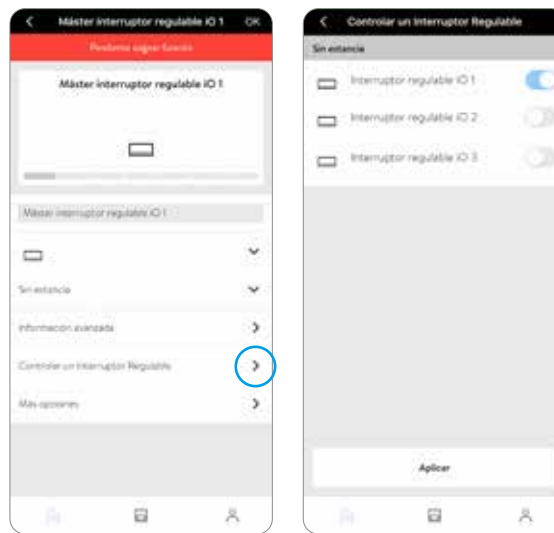 Máster interruptor regulable iO 1 OK
Pendiente asignar función
Máster interruptor regulable iO 1
Máster interruptor regulable iO 1
Sin estancia
Información avanzada
Controlar un Interruptor Regulable
Más opciones
Controlar un Interruptor Regulable
Sin estancia
Interruptor regulable iO 1
Interruptor regulable iO 2
Interruptor regulable iO 3
Aplicar